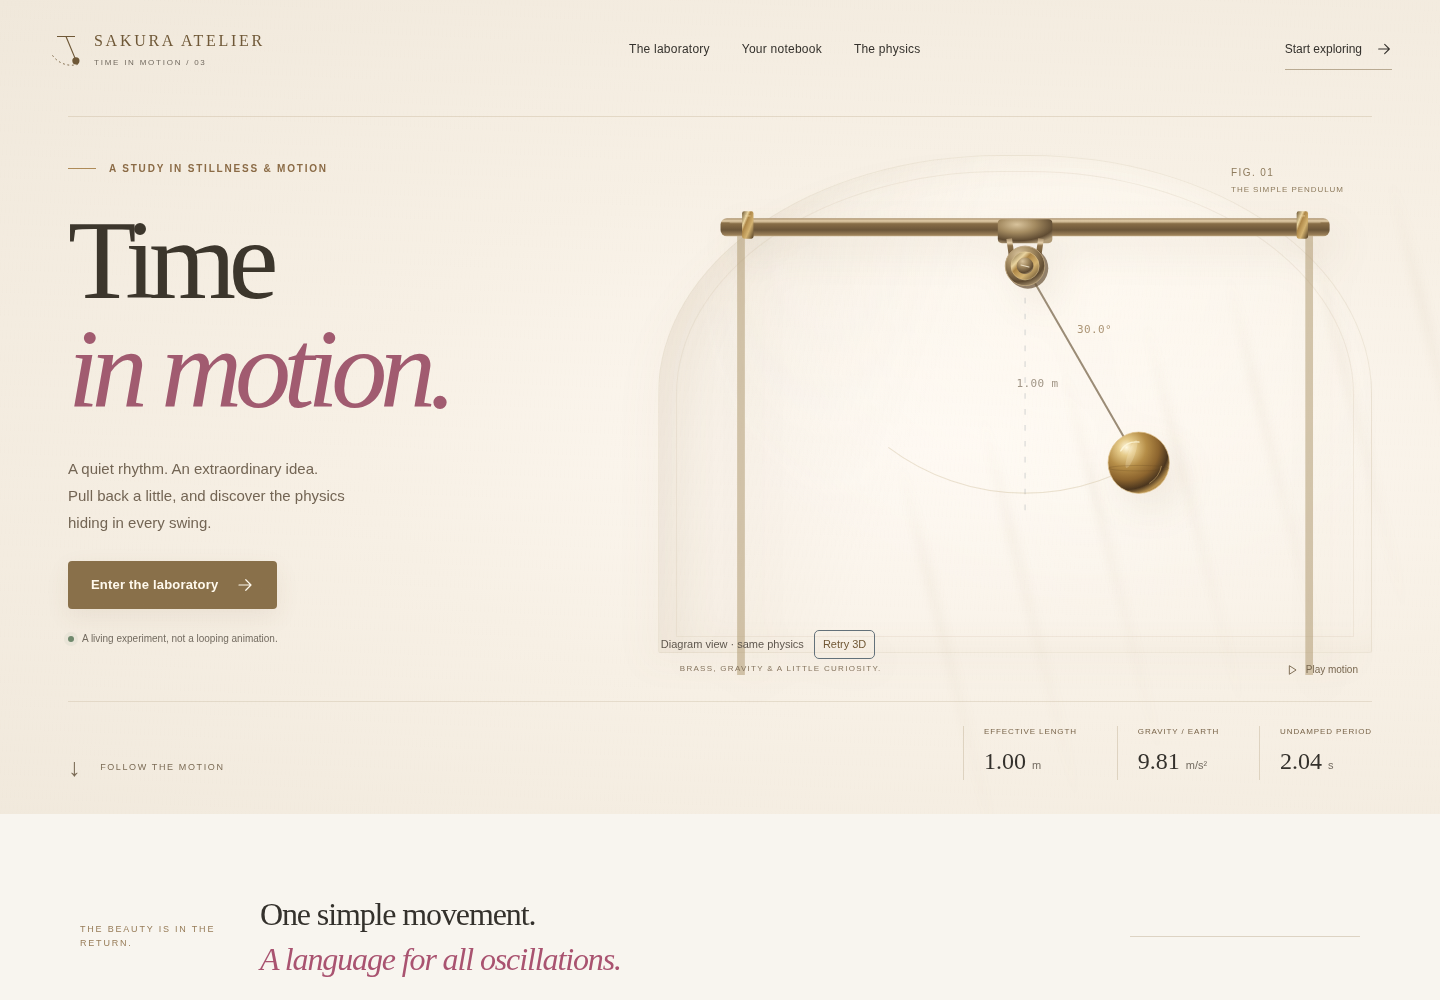 SAKURA ATELIER
TIME IN MOTION / 03
The laboratory
Your notebook
The physics
Start exploring
A STUDY IN STILLNESS & MOTION
Time
in motion.
A quiet rhythm. An extraordinary idea.
Pull back a little, and discover the physics
hiding in every swing.
Enter the laboratory
A living experiment, not a looping animation.
FIG. 01
THE SIMPLE PENDULUM
30.0°
1.00 m
Diagram view · same physics
Retry 3D
BRASS, GRAVITY & A LITTLE CURIOSITY.
Play motion
FOLLOW THE MOTION
EFFECTIVE LENGTH
1.00 m
GRAVITY / EARTH
9.81 m/s²
UNDAMPED PERIOD
2.04 s
THE BEAUTY IS IN THE
RETURN.
One simple movement.
A language for all oscillations.